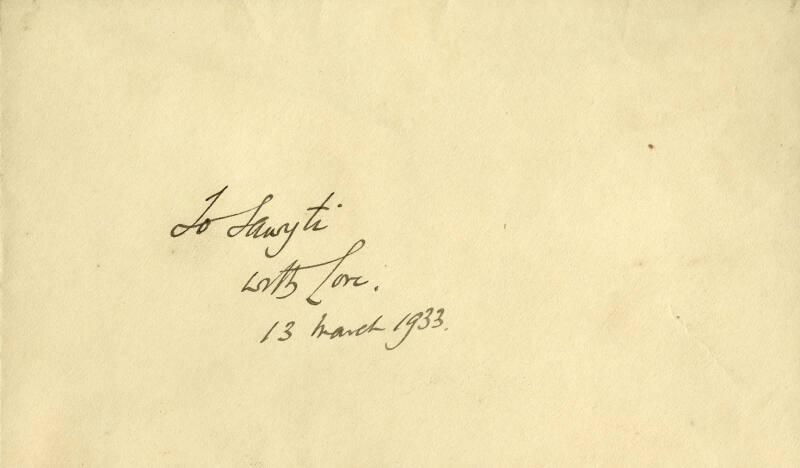 To Sawyti
with Love.
13 March 1933.